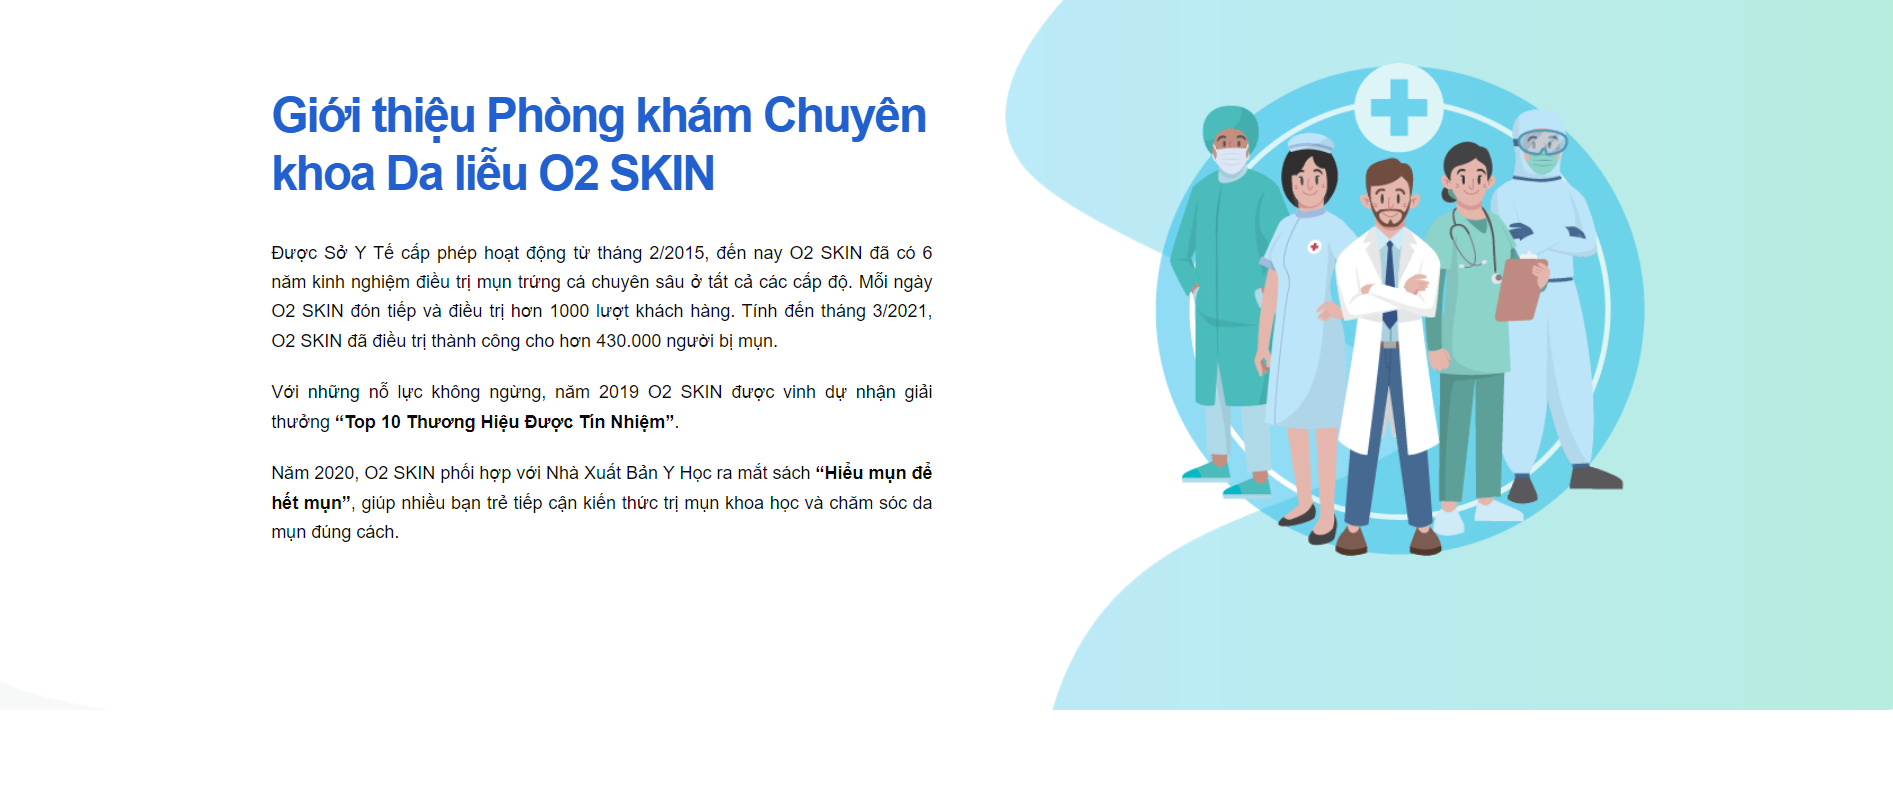 Giới thiệu Phòng khám Chuyên
khoa Da liễu O2 SKIN
Được Sở Y Tế cấp phép hoạt động từ tháng 2/2015, đến nay O2 SKIN đã có 6
năm kinh nghiệm điều trị mụn trứng cá chuyên sâu ở tất cả các cấp độ. Mỗi ngày
O2 SKIN đón tiếp và điều trị hơn 1000 lượt khách hàng. Tính đến tháng 3/2021,
O2 SKIN đã điều trị thành công cho hơn 430.000 người bị mụn.
Với những nỗ lực không ngừng, năm 2019 O2 SKIN được vinh dự nhận giải
thưởng “Top 10 Thương Hiệu Được Tín Nhiệm”.
Năm 2020, O2 SKIN phối hợp với Nhà Xuất Bản Y Học ra mắt sách “Hiểu mụn để
hết mụn”, giúp nhiều bạn trẻ tiếp cận kiến thức trị mụn khoa học và chăm sóc da
mụn đúng cách.